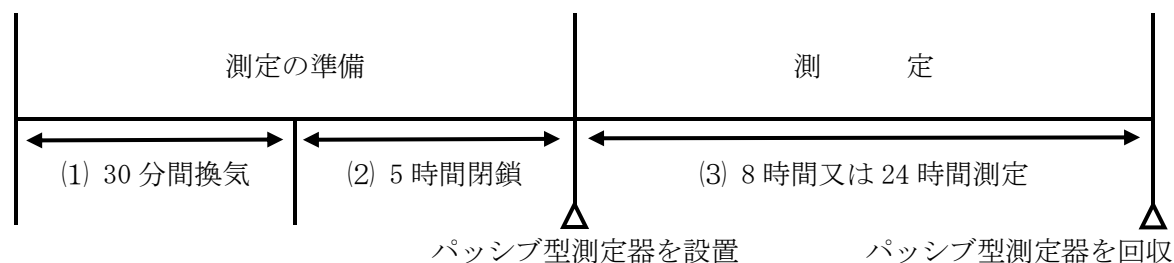 測定の準備 測 定
⑴ 30 分間換気 ⑵ 5 時間閉鎖 ⑶ 8 時間又は 24 時間測定
パッシブ型測定器を設置 パッシブ型測定器を回収